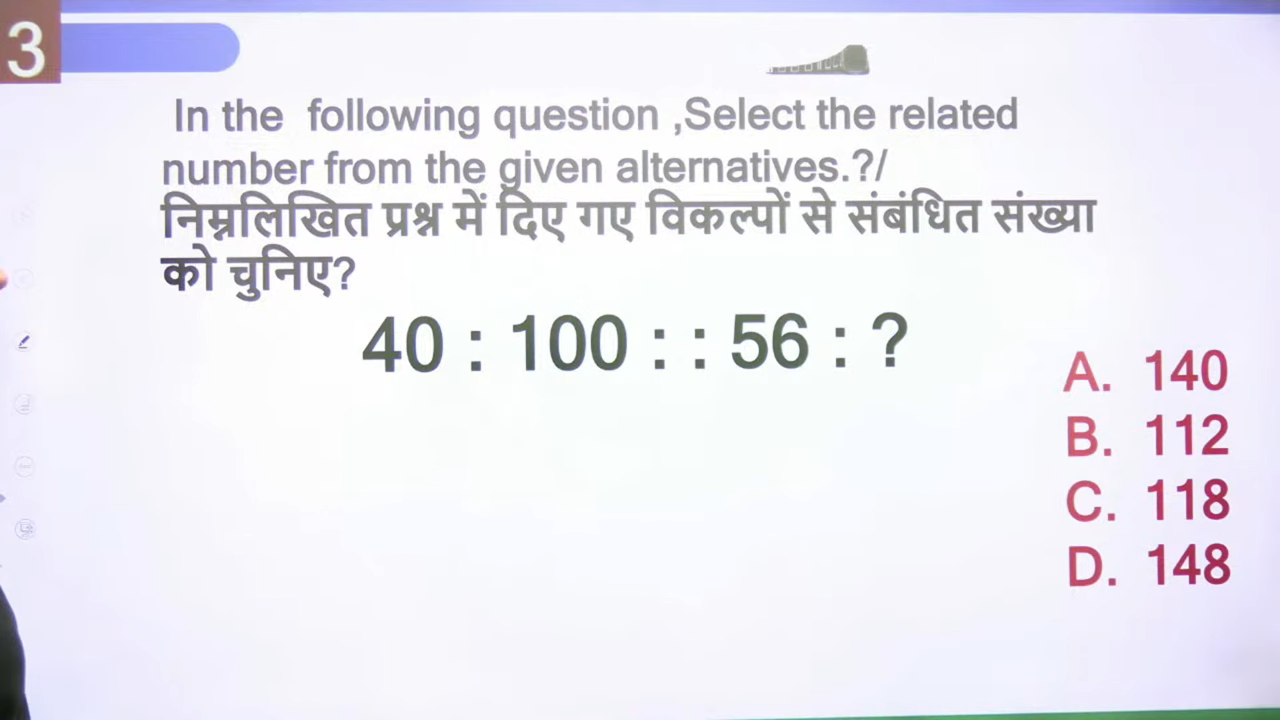 3
In the following question ,Select the related
number from the given alternatives.?/
निम्नलिखित प्रश्न में दिए गए विकल्पों से संबंधित संख्या
को चुनिए?
40 : 100 : : 56 : ?
A. 140
B. 112
C. 118
D. 148